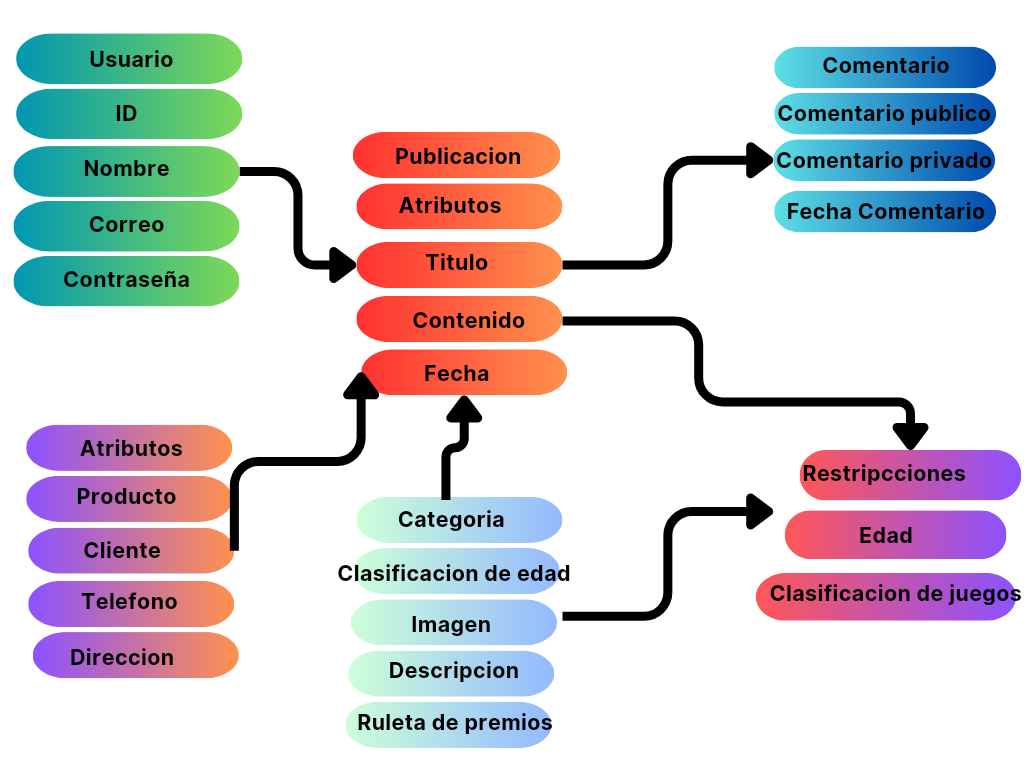 Usuario
ID
Nombre
Correo
Contraseña
Publicacion
Atributos
Titulo
Contenido
Fecha
Comentario
Comentario publico
Comentario privado
Fecha Comentario
Atributos
Producto
Cliente
Telefono
Direccion
Categoria
Clasificacion de edad
Imagen
Descripcion
Ruleta de premios
Restripcciones
Edad
Clasificacion de juegos